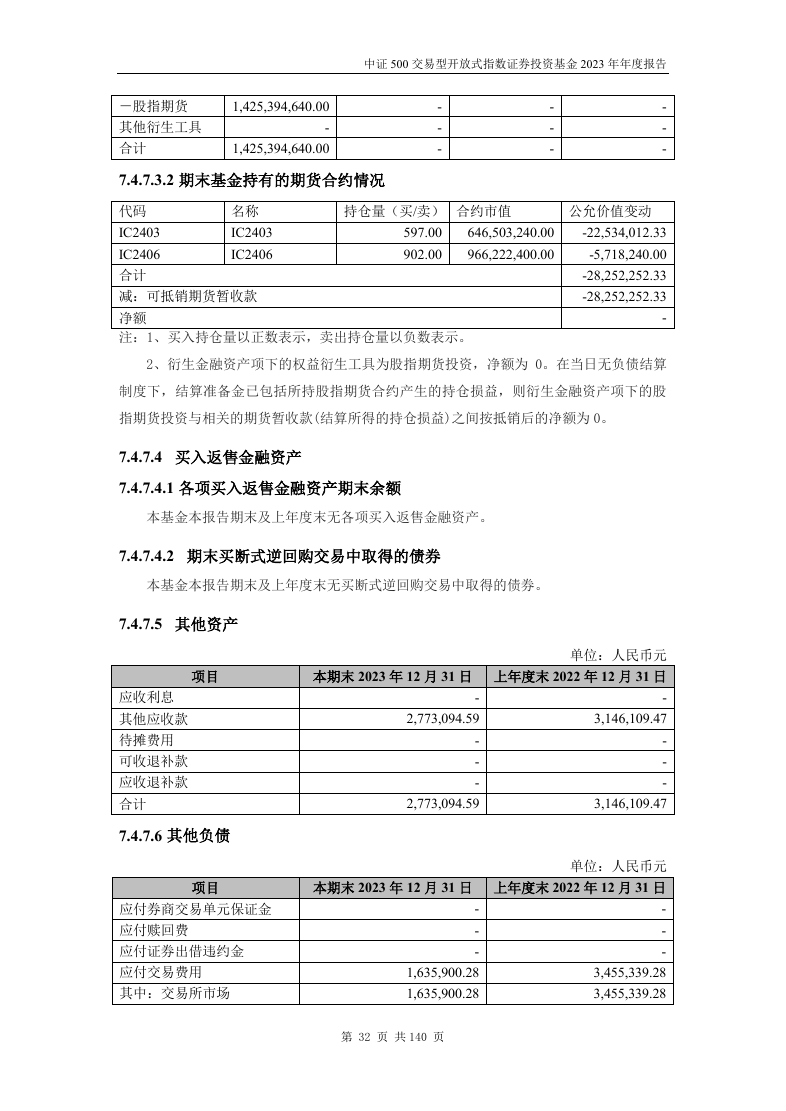 中证 500 交易型开放式指数证券投资基金 2023 年年度报告
－股指期货 1,425,394,640.00 - - -
其他衍生工具 - - - -
合计 1,425,394,640.00 - - -
7.4.7.3.2 期末基金持有的期货合约情况
代码 名称 持仓量（买/卖） 合约市值 公允价值变动
IC2403 IC2403 597.00 646,503,240.00 -22,534,012.33
IC2406 IC2406 902.00 966,222,400.00 -5,718,240.00
合计 -28,252,252.33
减：可抵销期货暂收款 -28,252,252.33
净额 -
注：1、买入持仓量以正数表示，卖出持仓量以负数表示。
2、衍生金融资产项下的权益衍生工具为股指期货投资，净额为 0。在当日无负债结算
制度下，结算准备金已包括所持股指期货合约产生的持仓损益，则衍生金融资产项下的股
指期货投资与相关的期货暂收款(结算所得的持仓损益)之间按抵销后的净额为 0。
7.4.7.4 买入返售金融资产
7.4.7.4.1 各项买入返售金融资产期末余额
本基金本报告期末及上年度末无各项买入返售金融资产。
7.4.7.4.2 期末买断式逆回购交易中取得的债券
本基金本报告期末及上年度末无买断式逆回购交易中取得的债券。
7.4.7.5 其他资产
单位：人民币元
项目 本期末 2023 年 12 月 31 日 上年度末 2022 年 12 月 31 日
应收利息 - -
其他应收款 2,773,094.59 3,146,109.47
待摊费用 - -
可收退补款 - -
应收退补款 - -
合计 2,773,094.59 3,146,109.47
7.4.7.6 其他负债
单位：人民币元
项目 本期末 2023 年 12 月 31 日 上年度末 2022 年 12 月 31 日
应付券商交易单元保证金 - -
应付赎回费 - -
应付证券出借违约金 - -
应付交易费用 1,635,900.28 3,455,339.28
其中：交易所市场 1,635,900.28 3,455,339.28
第 32 页 共 140 页